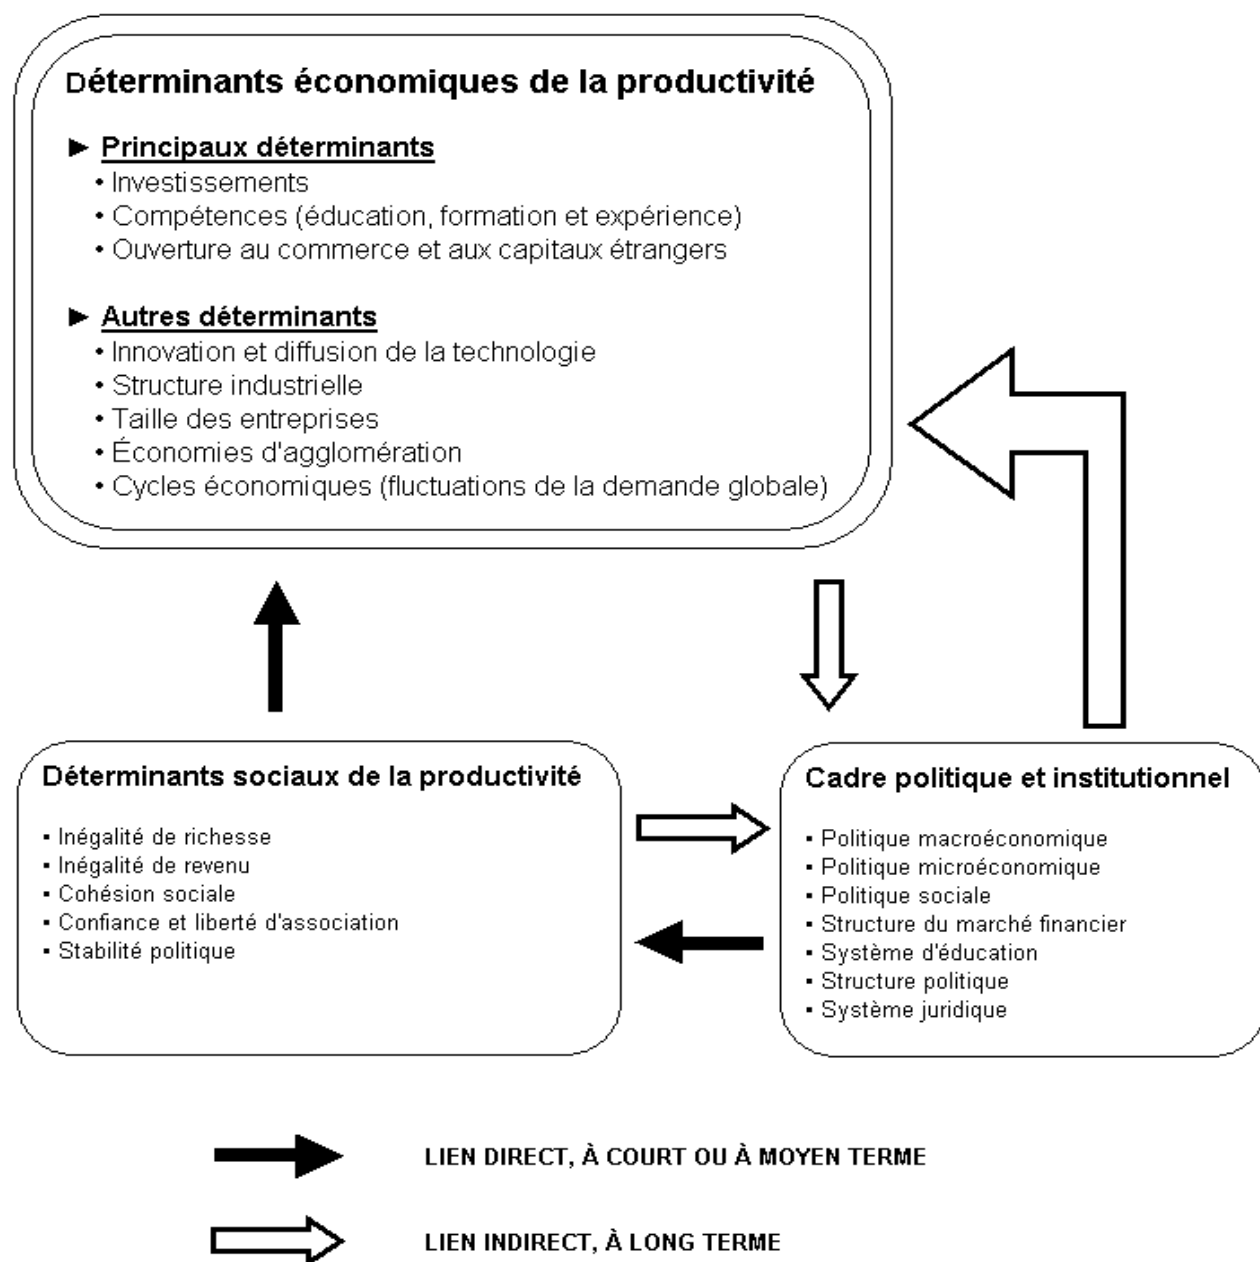 Déterminants économiques de la productivité
► Principaux déterminants
• Investissements
• Compétences (éducation, formation et expérience)
• Ouverture au commerce et aux capitaux étrangers
► Autres déterminants
• Innovation et diffusion de la technologie
• Structure industrielle
• Taille des entreprises
• Économies d'agglomération
• Cycles économiques (fluctuations de la demande globale)
Déterminants sociaux de la productivité
▪ Inégalité de richesse
▪ Inégalité de revenu
▪ Cohésion sociale
▪ Confiance et liberté d'association
▪ Stabilité politique
Cadre politique et institutionnel
▪ Politique macroéconomique
▪ Politique microéconomique
▪ Politique sociale
▪ Structure du marché financier
▪ Système d'éducation
▪ Structure politique
▪ Système juridique
LIEN DIRECT, À COURT OU À MOYEN TERME
LIEN INDIRECT, À LONG TERME